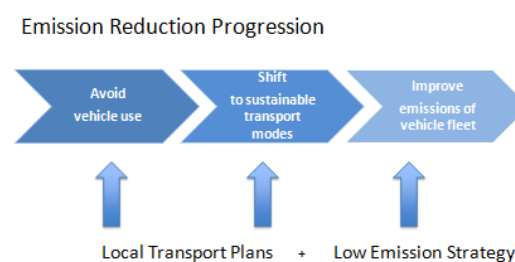 Emission Reduction Progression
Avoid
vehicle use
Shift
to sustainable
transport
modes
Improve
emissions of
vehicle fleet
Local Transport Plans + Low Emission Strategy